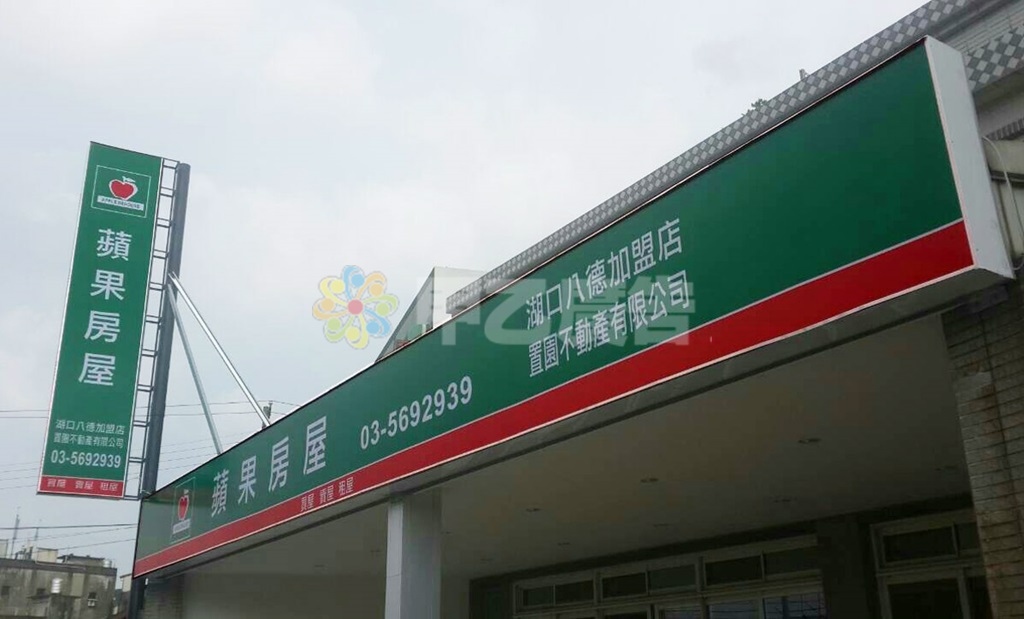 蘋果房屋
湖口八德加盟店
置園不動產有限公司
03-5692939
買屋 賣屋 租屋
蘋果房屋
03-5692939
湖口八德加盟店
置園不動產有限公司
買屋 賣屋 租屋
廣告